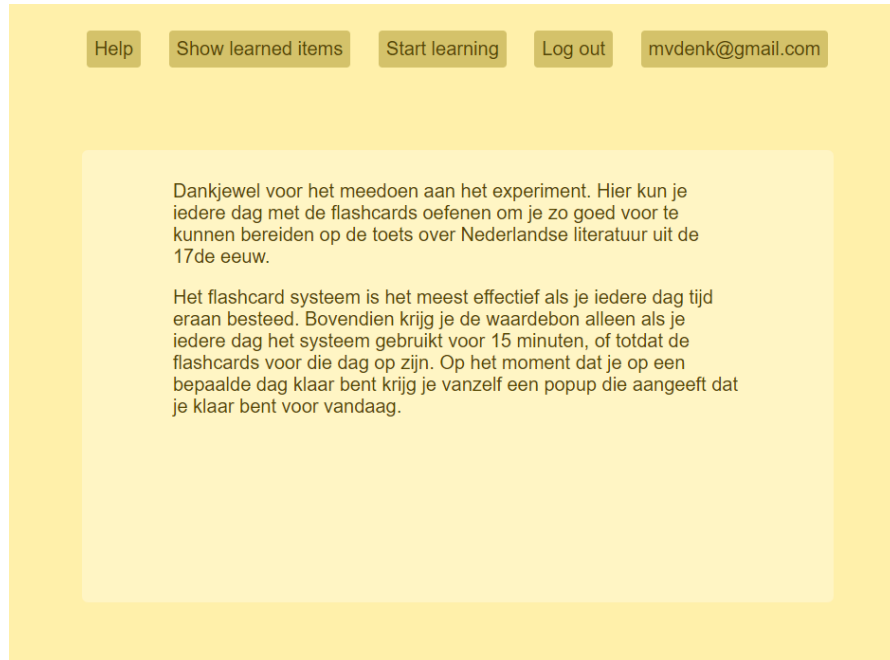 Help Show learned items Start learning Log out mvdenk@gmail.com
Dankjewel voor het meedoen aan het experiment. Hier kun je
iedere dag met de flashcards oefenen om je zo goed voor te
kunnen bereiden op de toets over Nederlandse literatuur uit de
17de eeuw.
Het flashcard systeem is het meest effectief als je iedere dag tijd
eraan besteed. Bovendien krijg je de waardebon alleen als je
iedere dag het systeem gebruikt voor 15 minuten, of totdat de
flashcards voor die dag op zijn. Op het moment dat je op een
bepaalde dag klaar bent krijg je vanzelf een popup die aangeeft dat
je klaar bent voor vandaag.